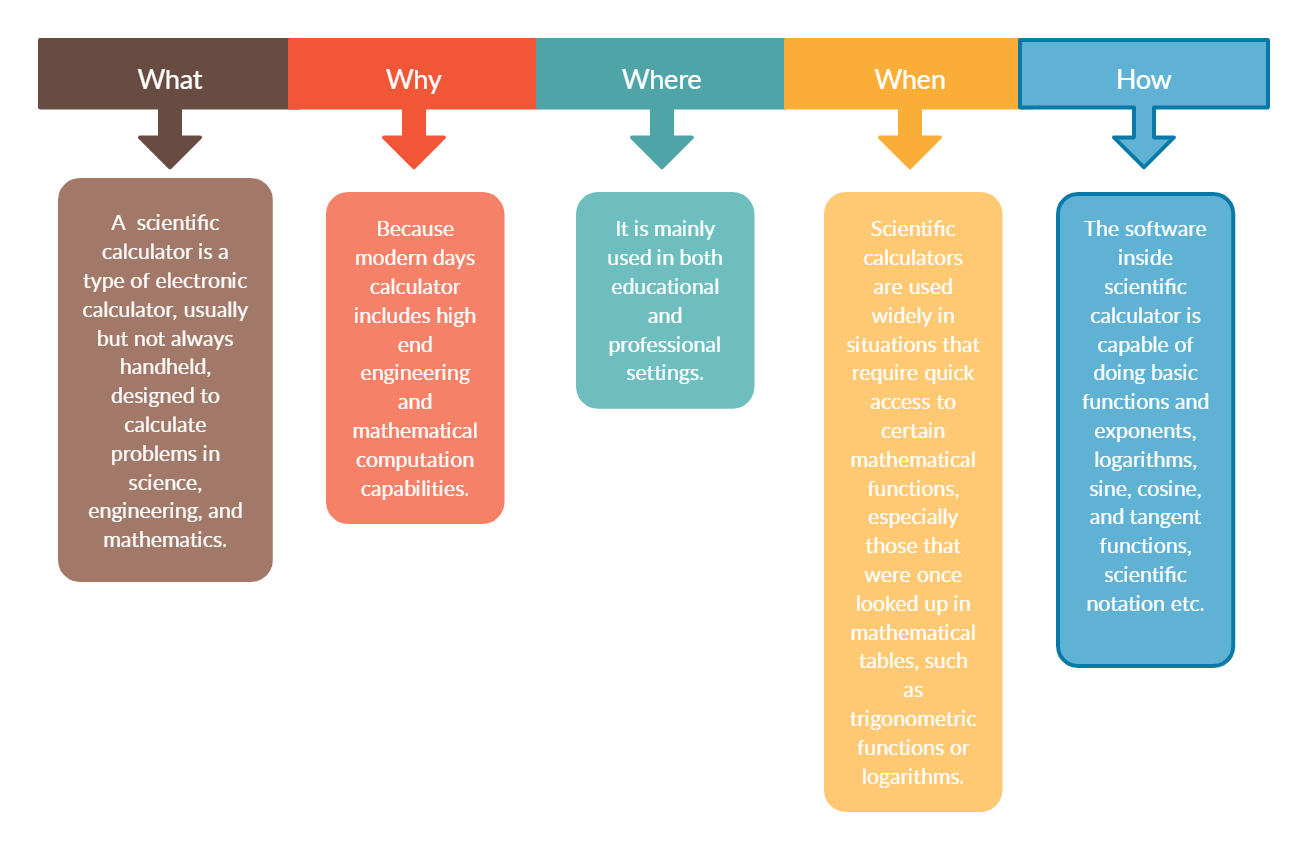 What
Why
Where
When
How
A scientific
calculator is a
type of electronic
calculator, usually
but not always
handheld,
designed to
calculate
problems in
science,
engineering, and
mathematics.
Because
modern days
calculator
includes high
end
engineering
and
mathematical
computation
capabilities.
It is mainly
used in both
educational
and
professional
settings.
Scientific
calculators
are used
widely in
situations that
require quick
access to
certain
mathematical
functions,
especially
those that
were once
looked up in
mathematical
tables, such
as
trigonometric
functions or
logarithms.
The software
inside
scientific
calculator is
capable of
doing basic
functions and
exponents,
logarithms,
sine, cosine,
and tangent
functions,
scientific
notation etc.